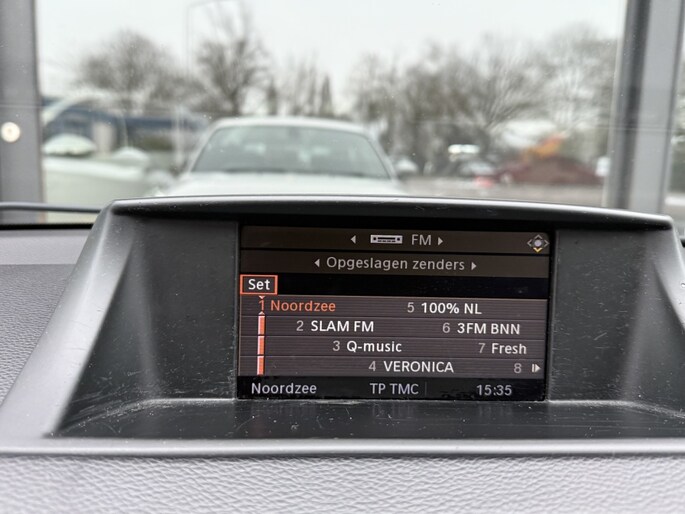 FM
Opgeslagen zenders
Set
1 Noordzee 5 100% NL
2 SLAM FM 6 3FM BNN
3 Q-music 7 Fresh
4 VERONICA 8
Noordzee TP TMC 15:35